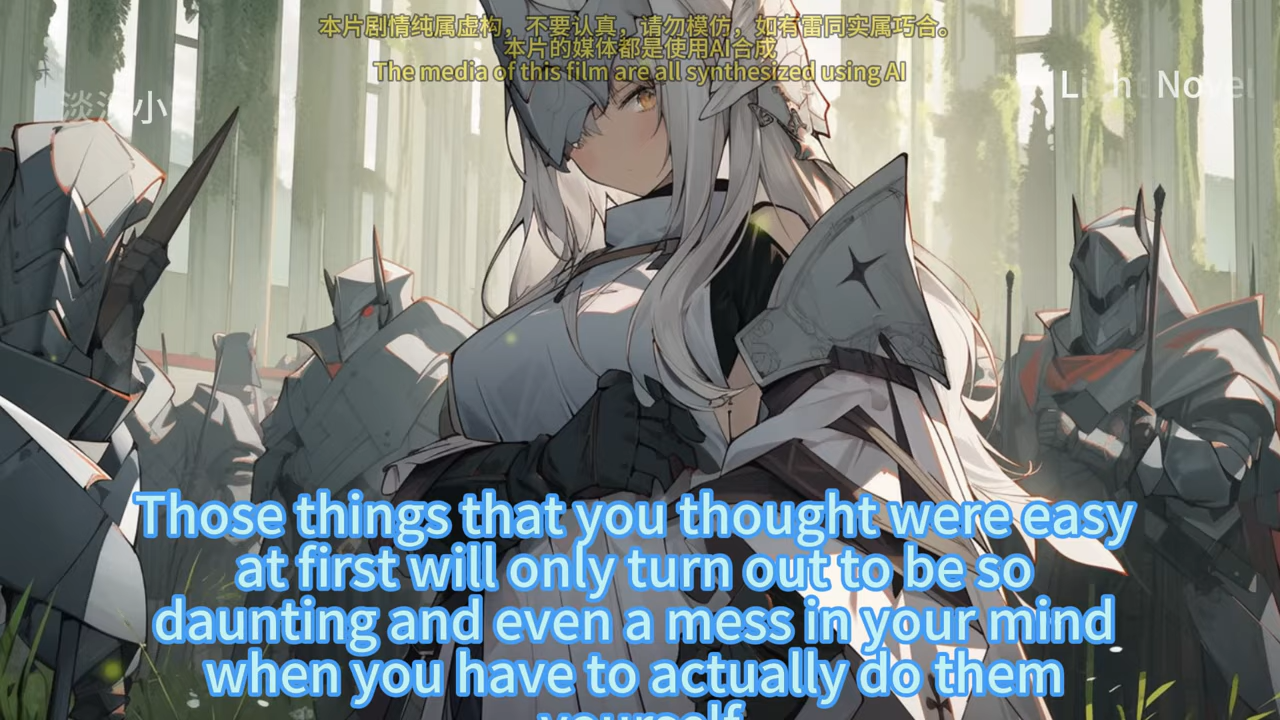 本片剧情纯属虚构，不要认真，请勿模仿，如有雷同实属巧合。
本片的媒体都是使用AI合成
The media of this film are all synthesized using AI
小
Light Novel
Those things that you thought were easy
at first will only turn out to be so
daunting and even a mess in your mind
when you have to actually do them
yourself